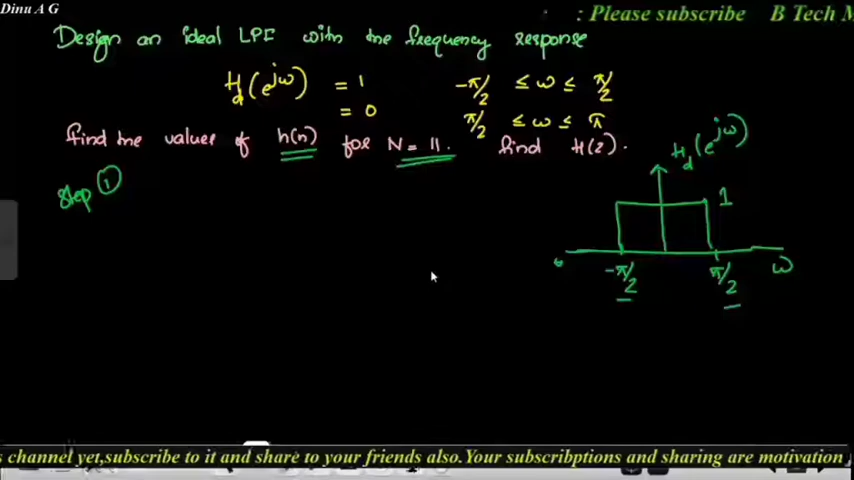 Dinu A G
: Please subscribe B Tech M
Design an ideal LPF with the frequency response
H_d(e^{jω}) = 1 -π/2 ≤ ω ≤ π/2
= 0 π/2 ≤ ω ≤ π
find the values of h(n) for N = 11. find H(z).
H_d(e^{jω})
step ①
1
-π/2 π/2 ω
s channel yet,subscribe to it and share to your friends also.Your subscribptions and sharing are motivation